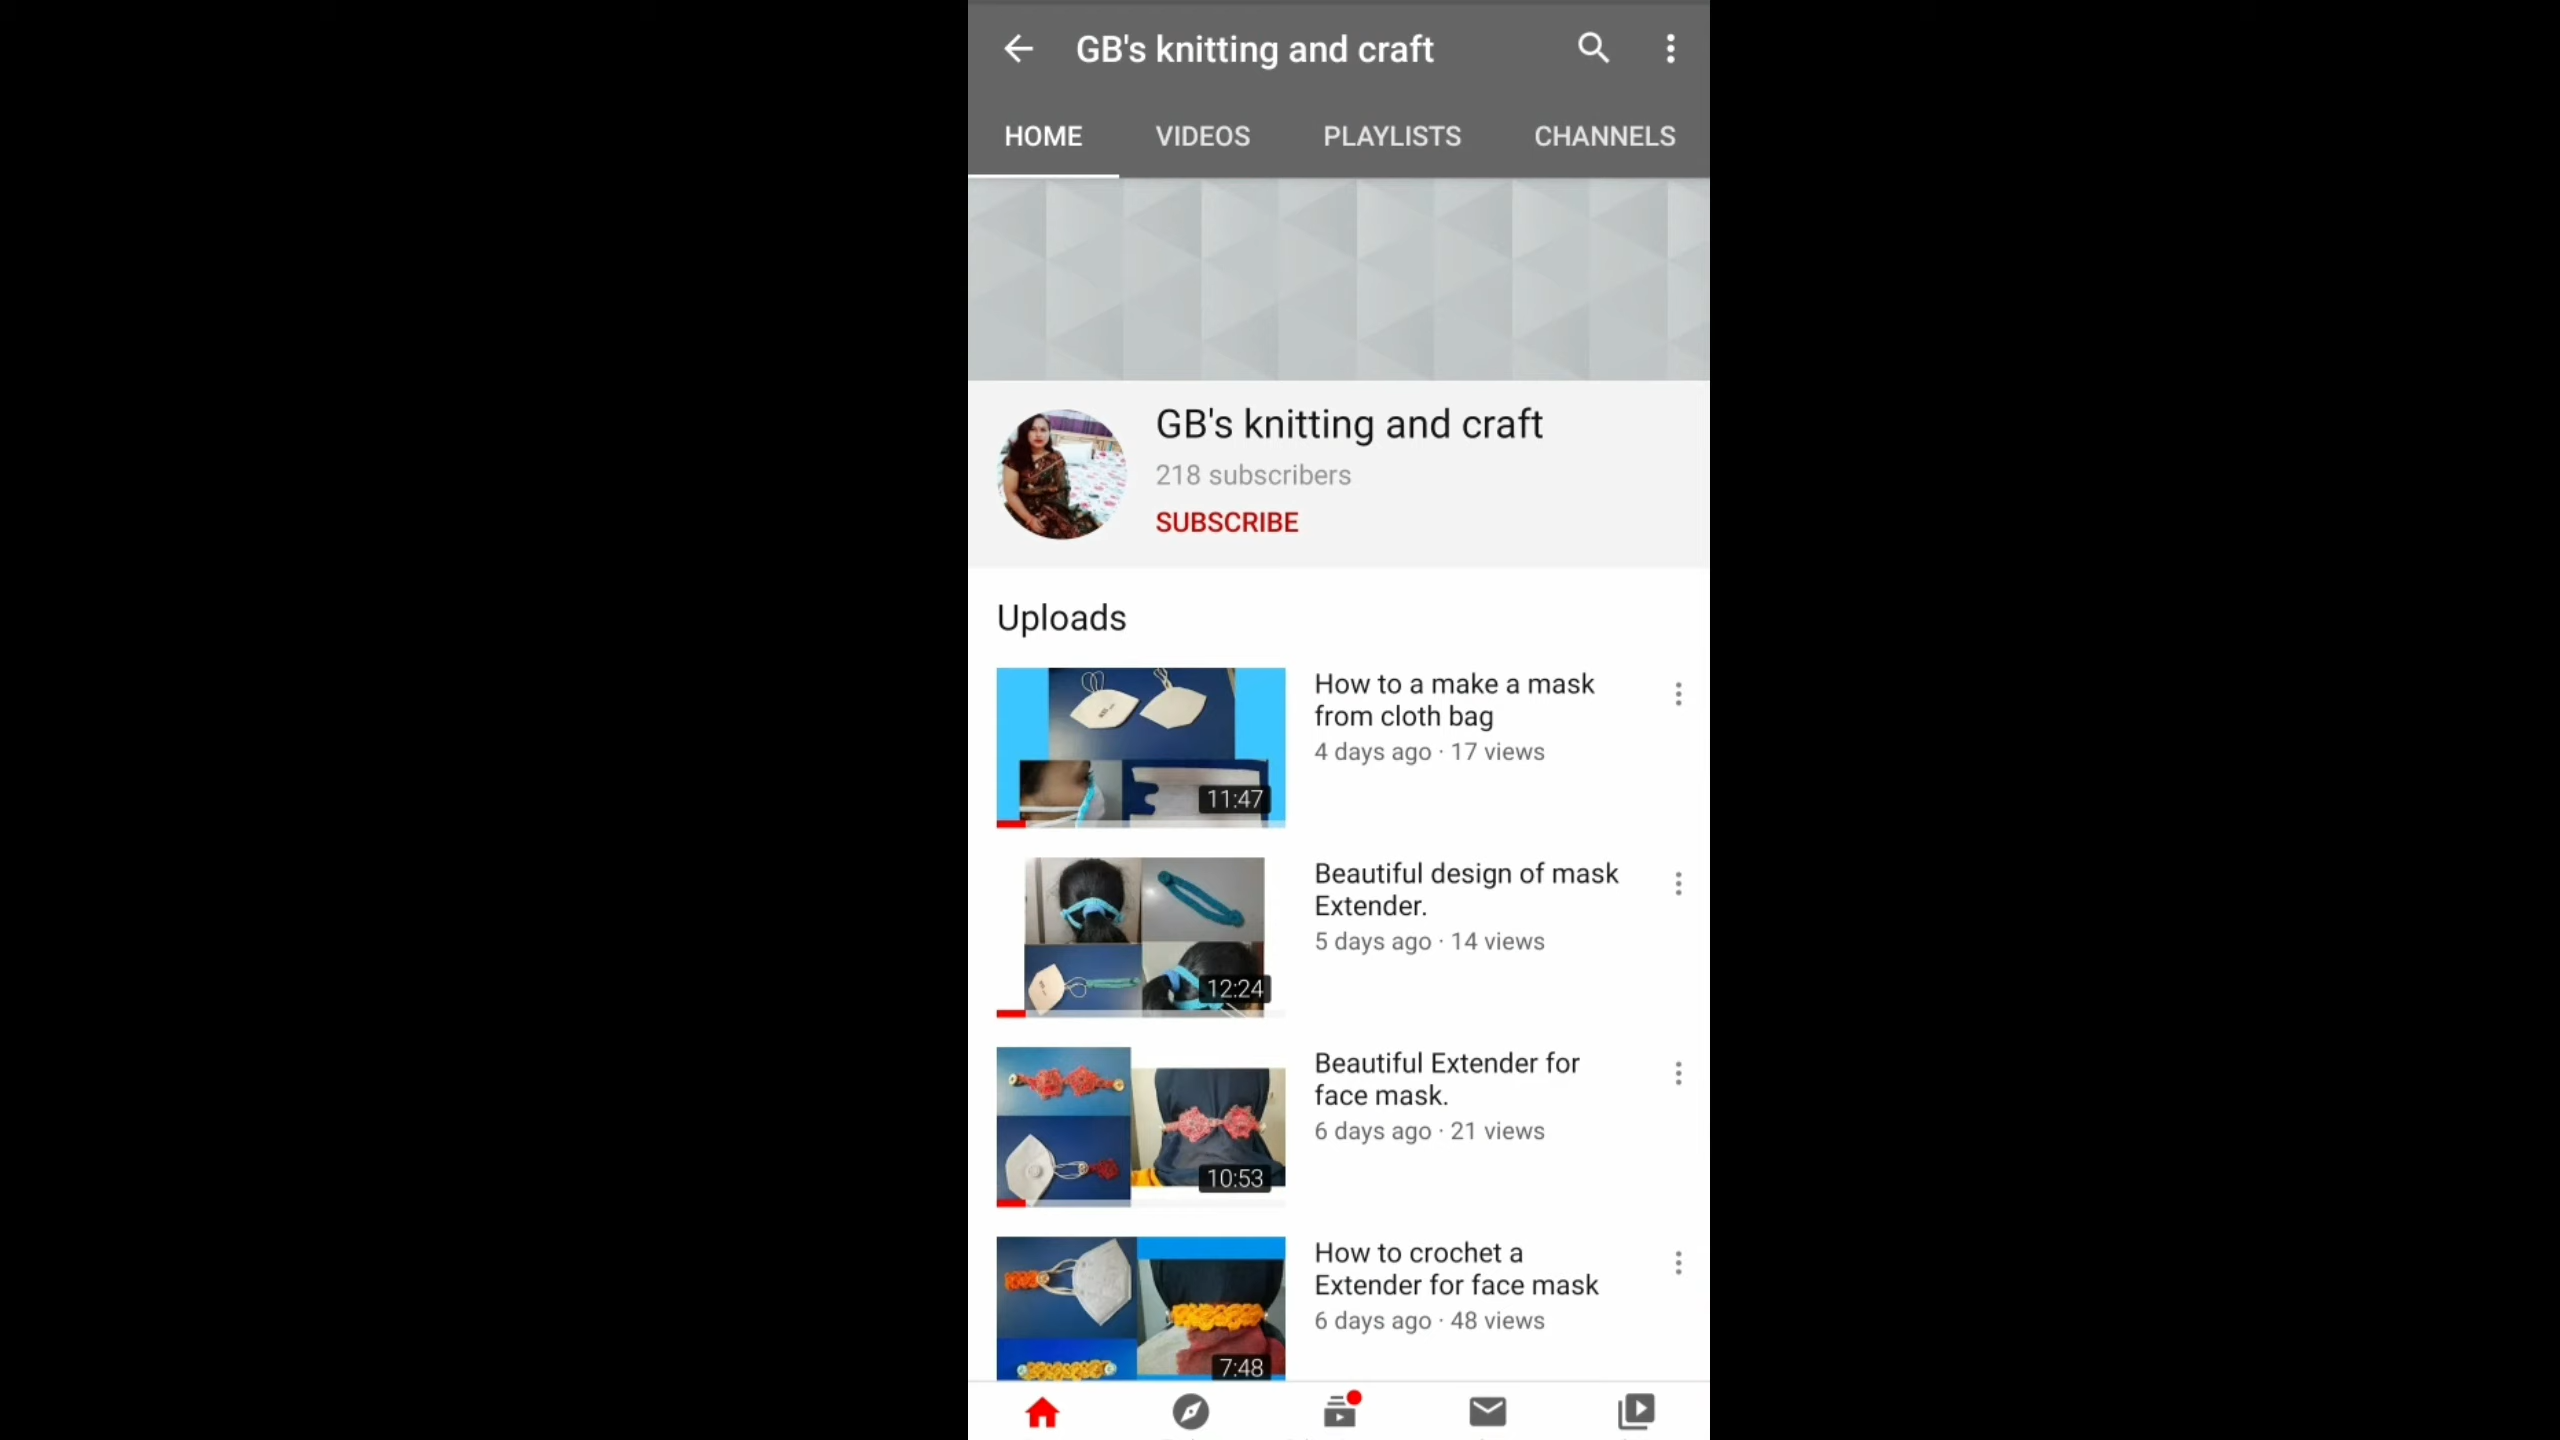 GB's knitting and craft
HOME VIDEOS PLAYLISTS CHANNELS
GB's knitting and craft
218 subscribers
SUBSCRIBE
Uploads
How to a make a mask
from cloth bag
4 days ago · 17 views
11:47
Beautiful design of mask
Extender.
5 days ago · 14 views
12:24
Beautiful Extender for
face mask.
6 days ago · 21 views
10:53
How to crochet a
Extender for face mask
6 days ago · 48 views
7:48